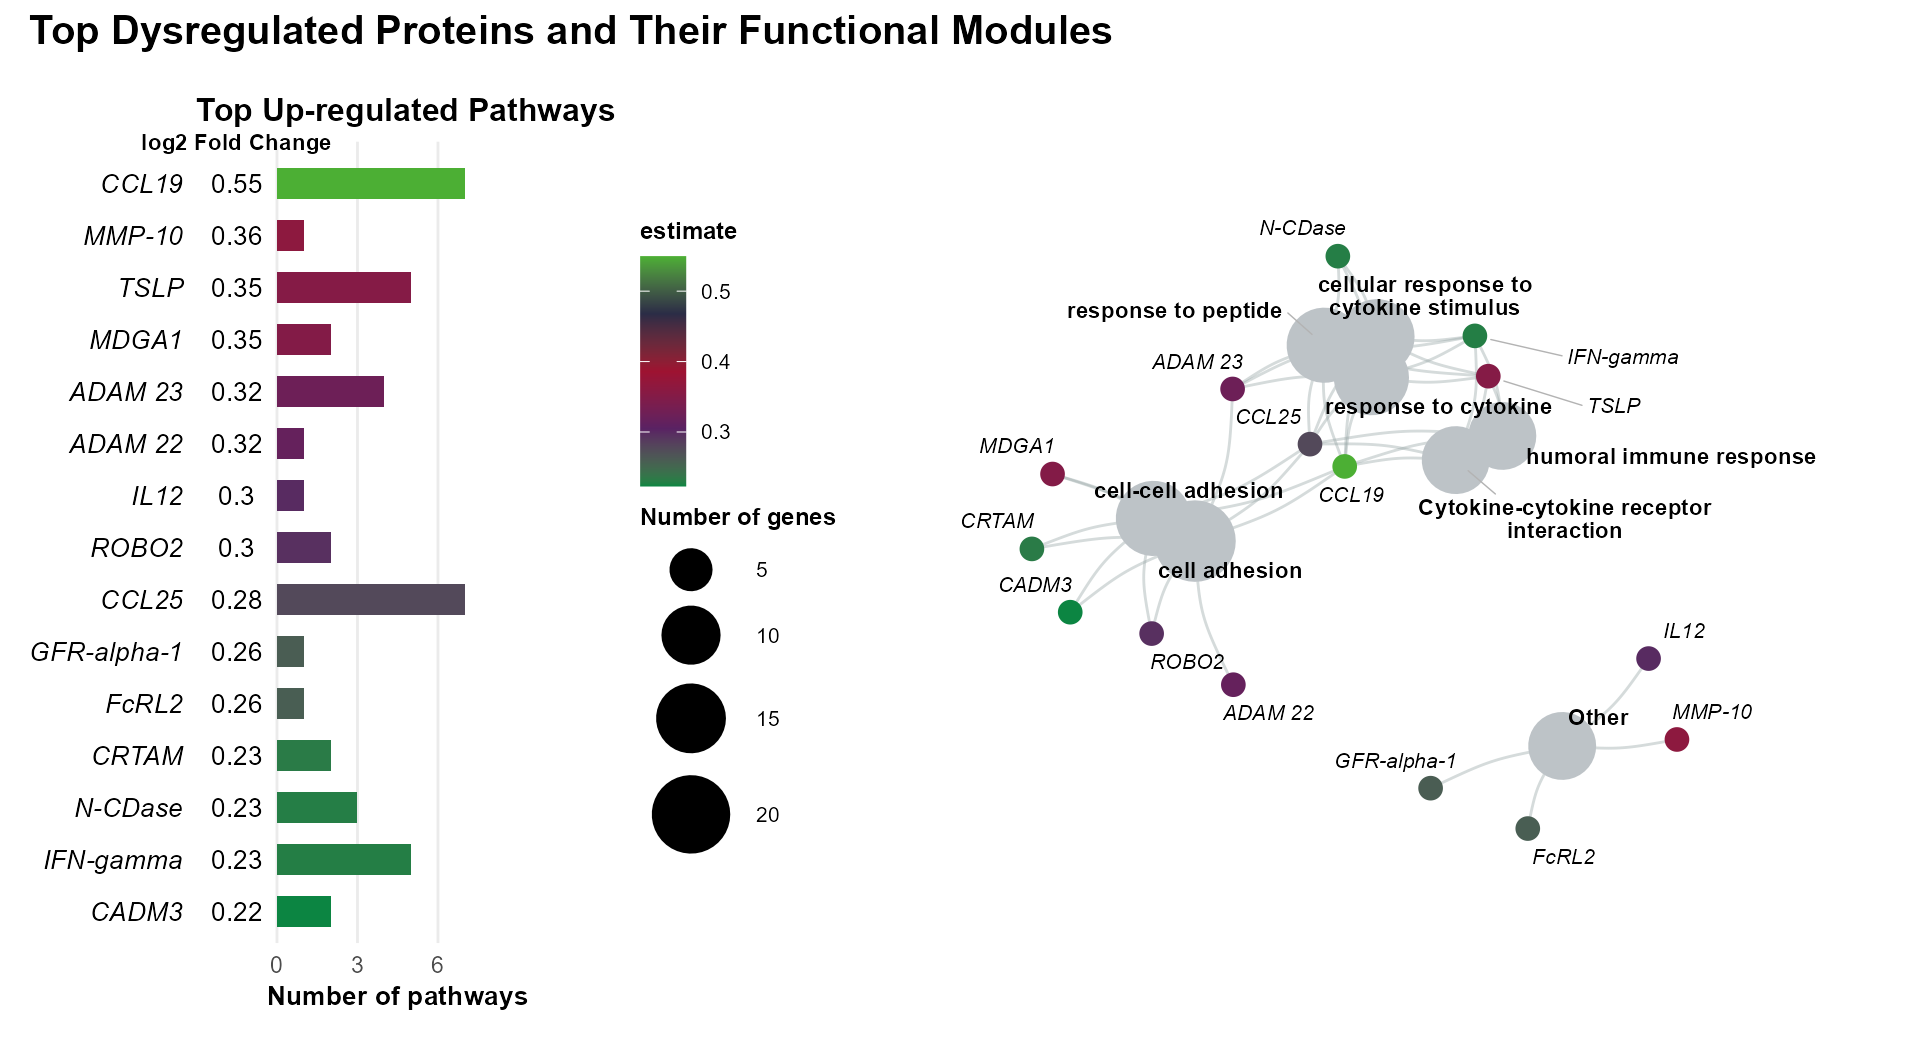 Top Dysregulated Proteins and Their Functional Modules
Top Up-regulated Pathways
log2 Fold Change
CCL19 0.55
MMP-10 0.36
TSLP 0.35
MDGA1 0.35
ADAM 23 0.32
ADAM 22 0.32
IL12 0.3
ROBO2 0.3
CCL25 0.28
GFR-alpha-1 0.26
FcRL2 0.26
CRTAM 0.23
N-CDase 0.23
IFN-gamma 0.23
CADM3 0.22
0 3 6
Number of pathways
estimate
0.5
0.4
0.3
Number of genes
5
10
15
20
N-CDase
cellular response to
cytokine stimulus
response to peptide
IFN-gamma
ADAM 23
TSLP
CCL25
response to cytokine
MDGA1
humoral immune response
cell-cell adhesion
CCL19
Cytokine-cytokine receptor
interaction
CRTAM
cell adhesion
CADM3
ROBO2
ADAM 22
IL12
Other
MMP-10
GFR-alpha-1
FcRL2